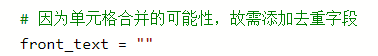 # 因为单元格合并的可能性，故需添加去重字段
front_text = ""